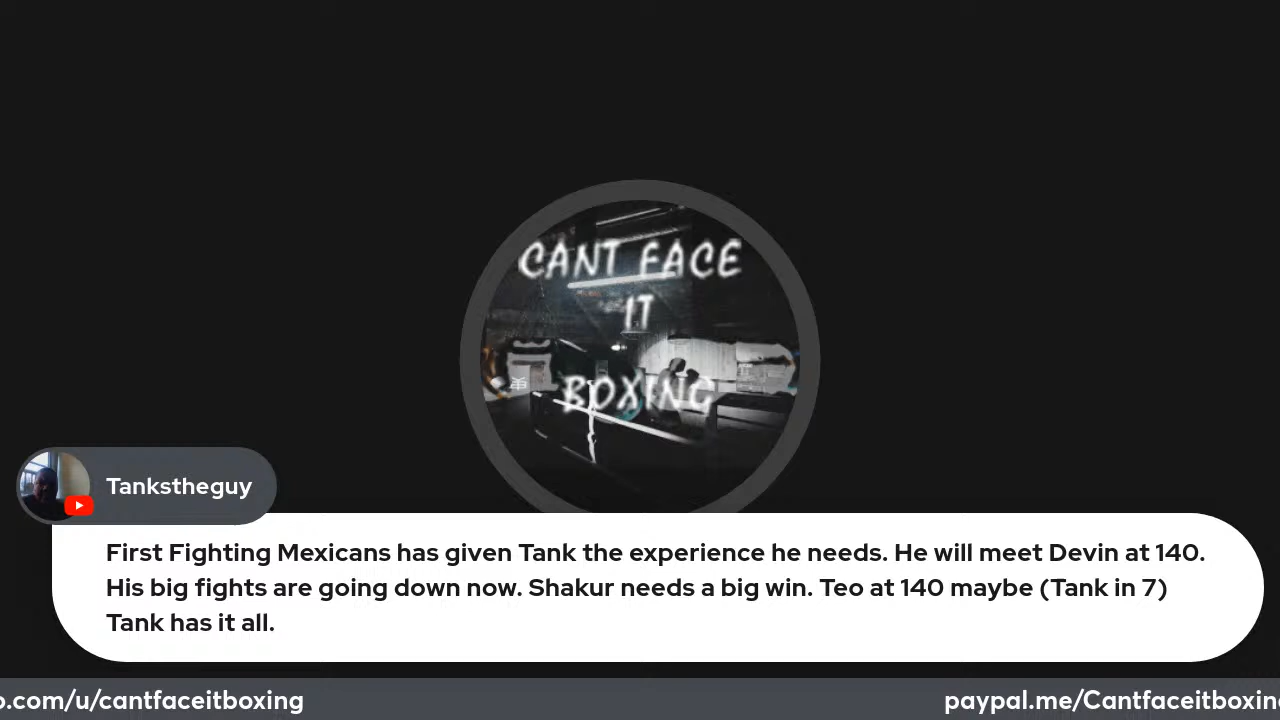 CANT FACE
IT
BOXING
Tankstheguy
First Fighting Mexicans has given Tank the experience he needs. He will meet Devin at 140.
His big fights are going down now. Shakur needs a big win. Teo at 140 maybe (Tank in 7)
Tank has it all.
o.com/u/cantfaceitboxing
paypal.me/Cantfaceitboxing